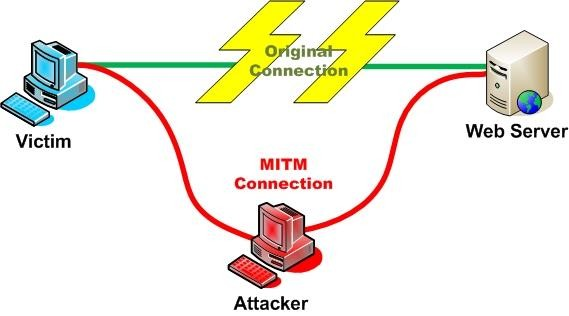 Original
Connection
Victim
Web Server
MITM
Connection
Attacker